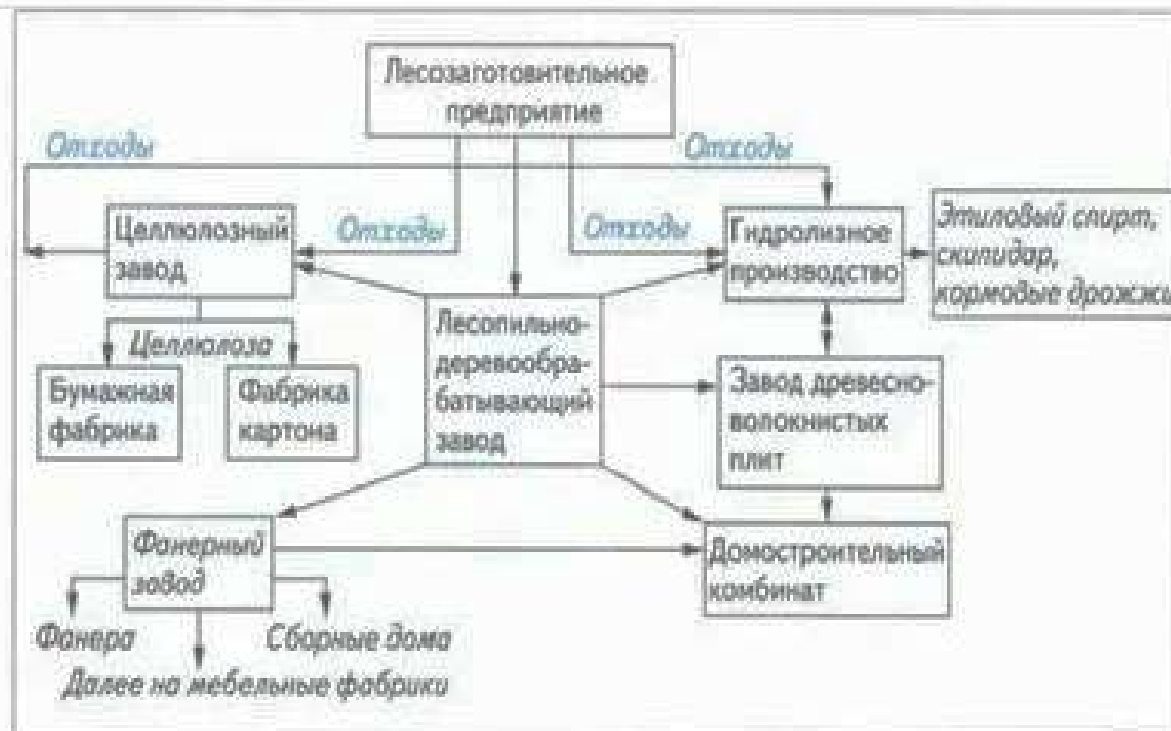 Лесозаготовительное
предприятие
Отходы
Отходы
Целлюлозный
завод
Отходы
Отходы
Гидролизное
производство
Этиловый спирт,
скипидар,
кормовые дрожжи
Целлюлоза
Бумажная
фабрика
Фабрика
картона
Лесопильно-
деревообра-
батывающий
завод
Завод древесно-
волокнистых
плит
Фанерный
завод
Домостроительный
комбинат
Фанера
Сборные дома
Далее на мебельные фабрики